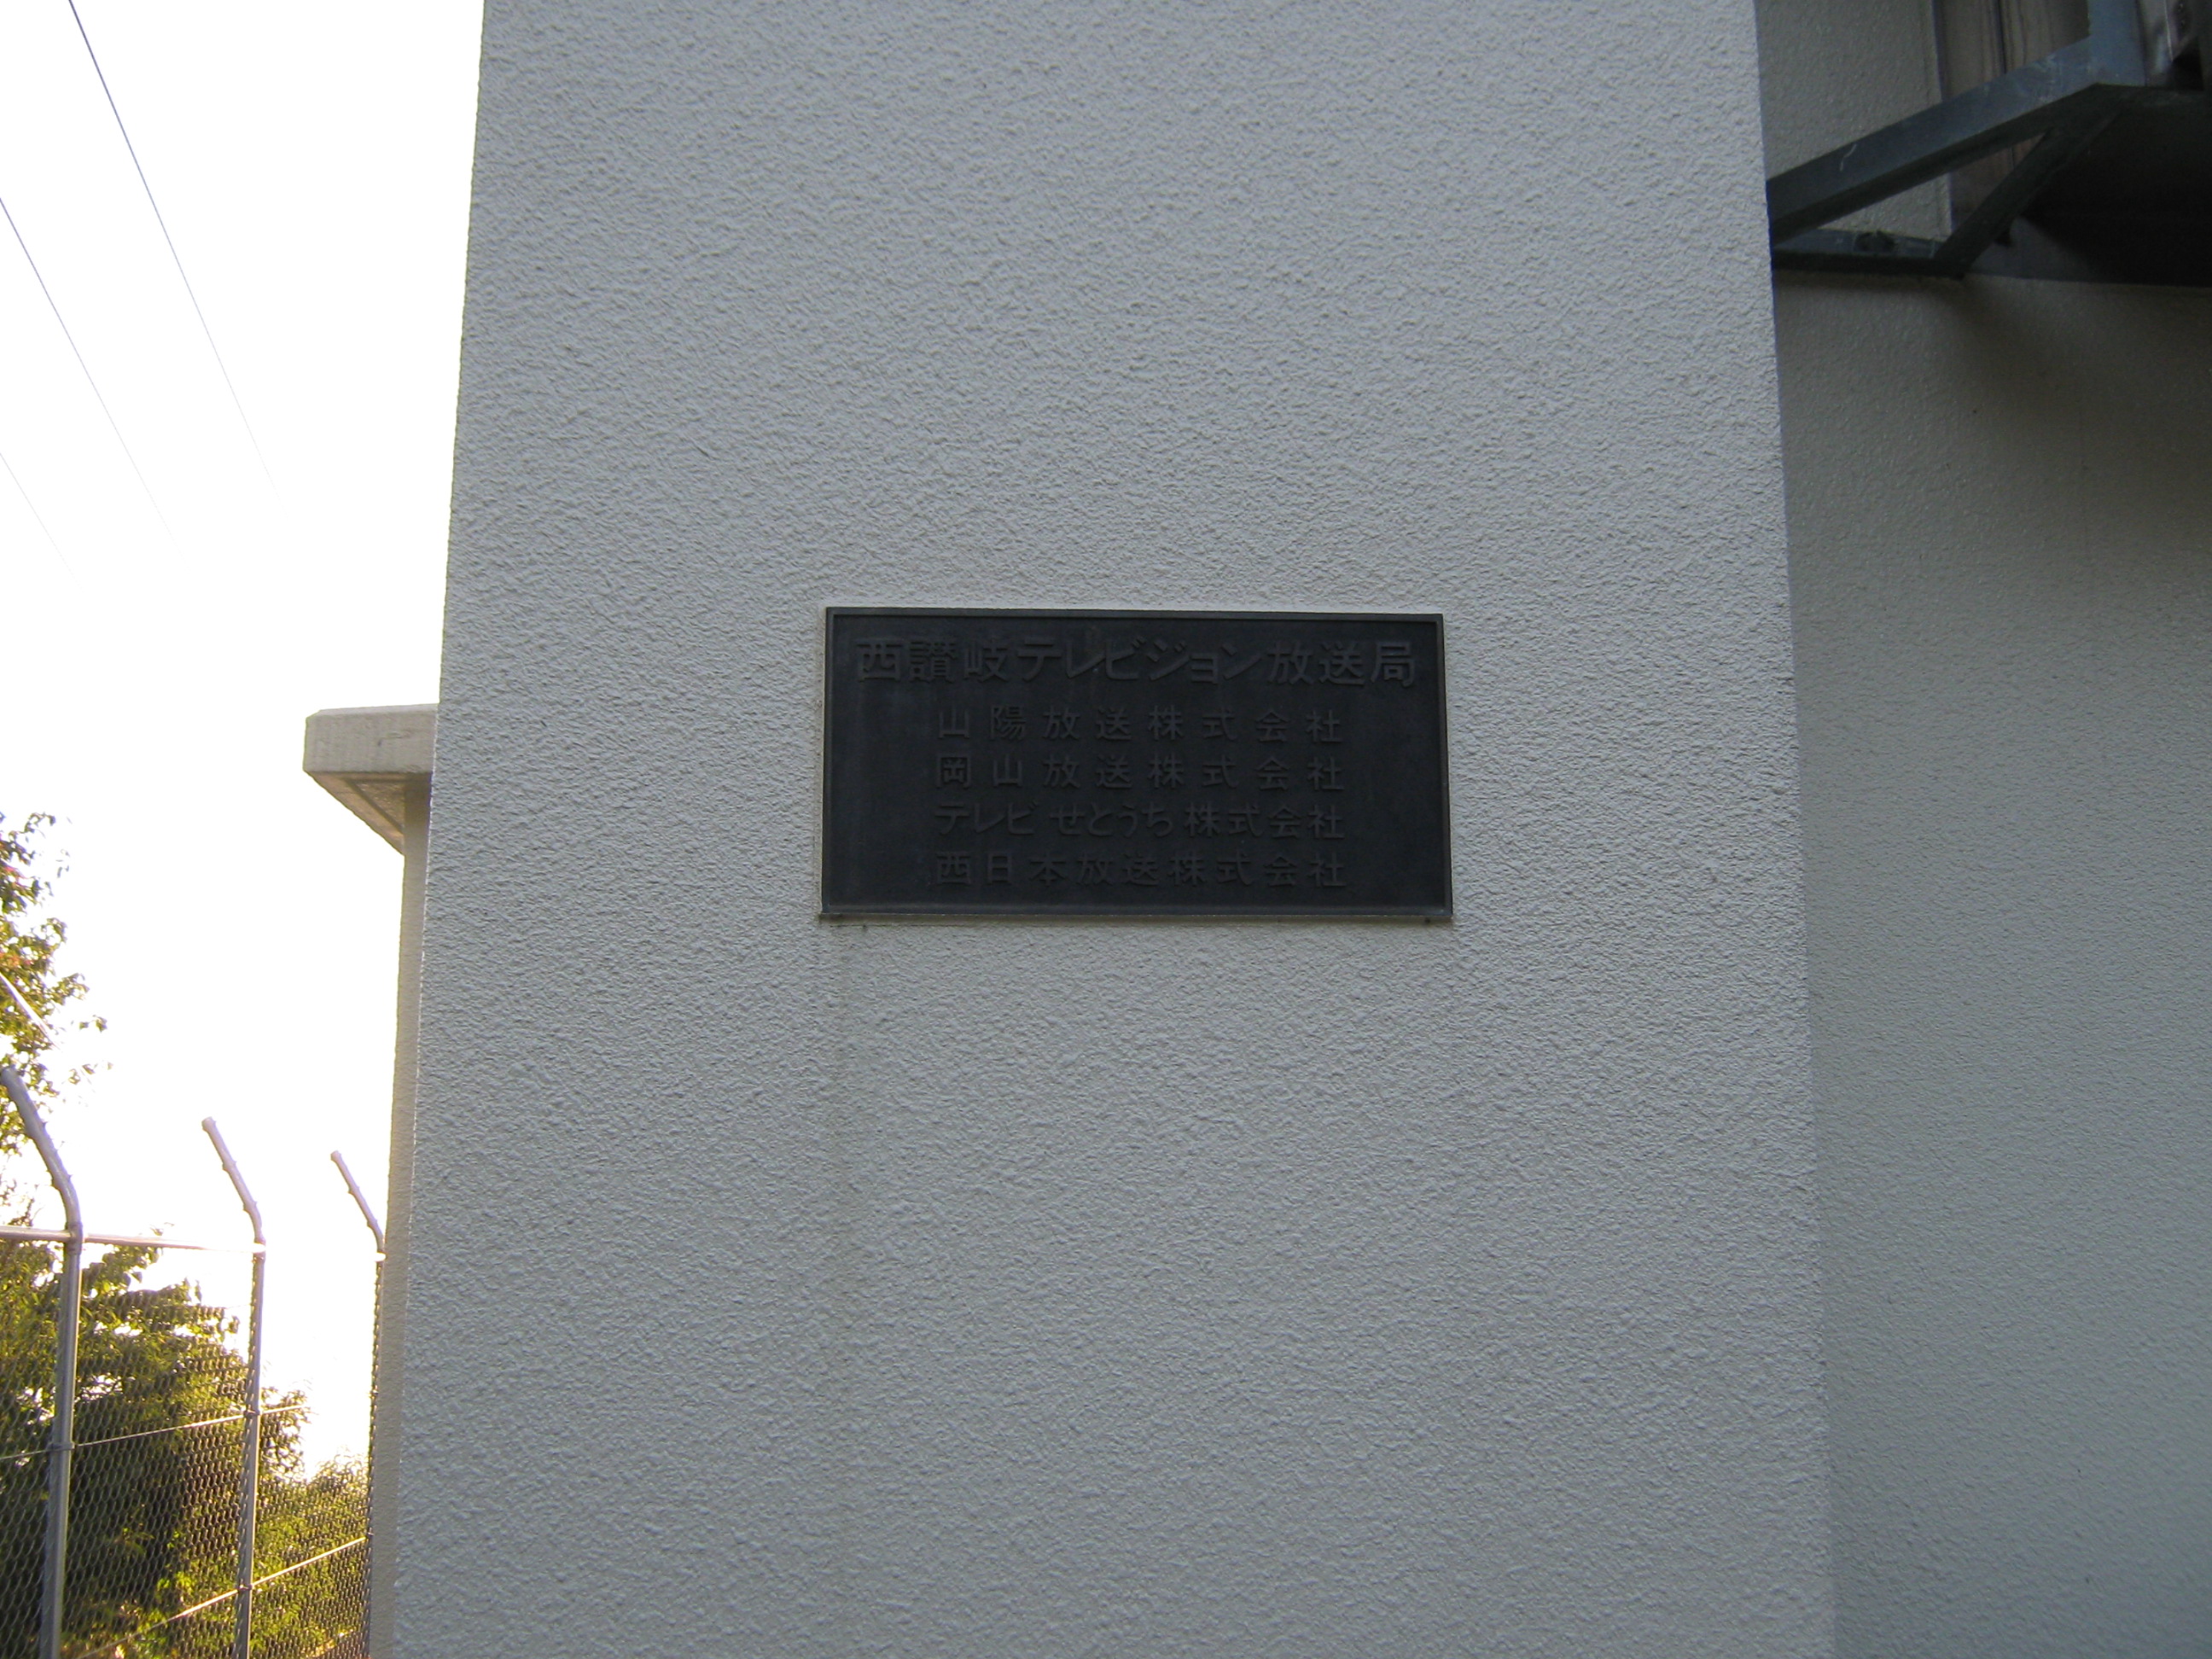 西讃岐テレビジョン放送局
山陽放送株式会社
岡山放送株式会社
テレビせとうち株式会社
西日本放送株式会社